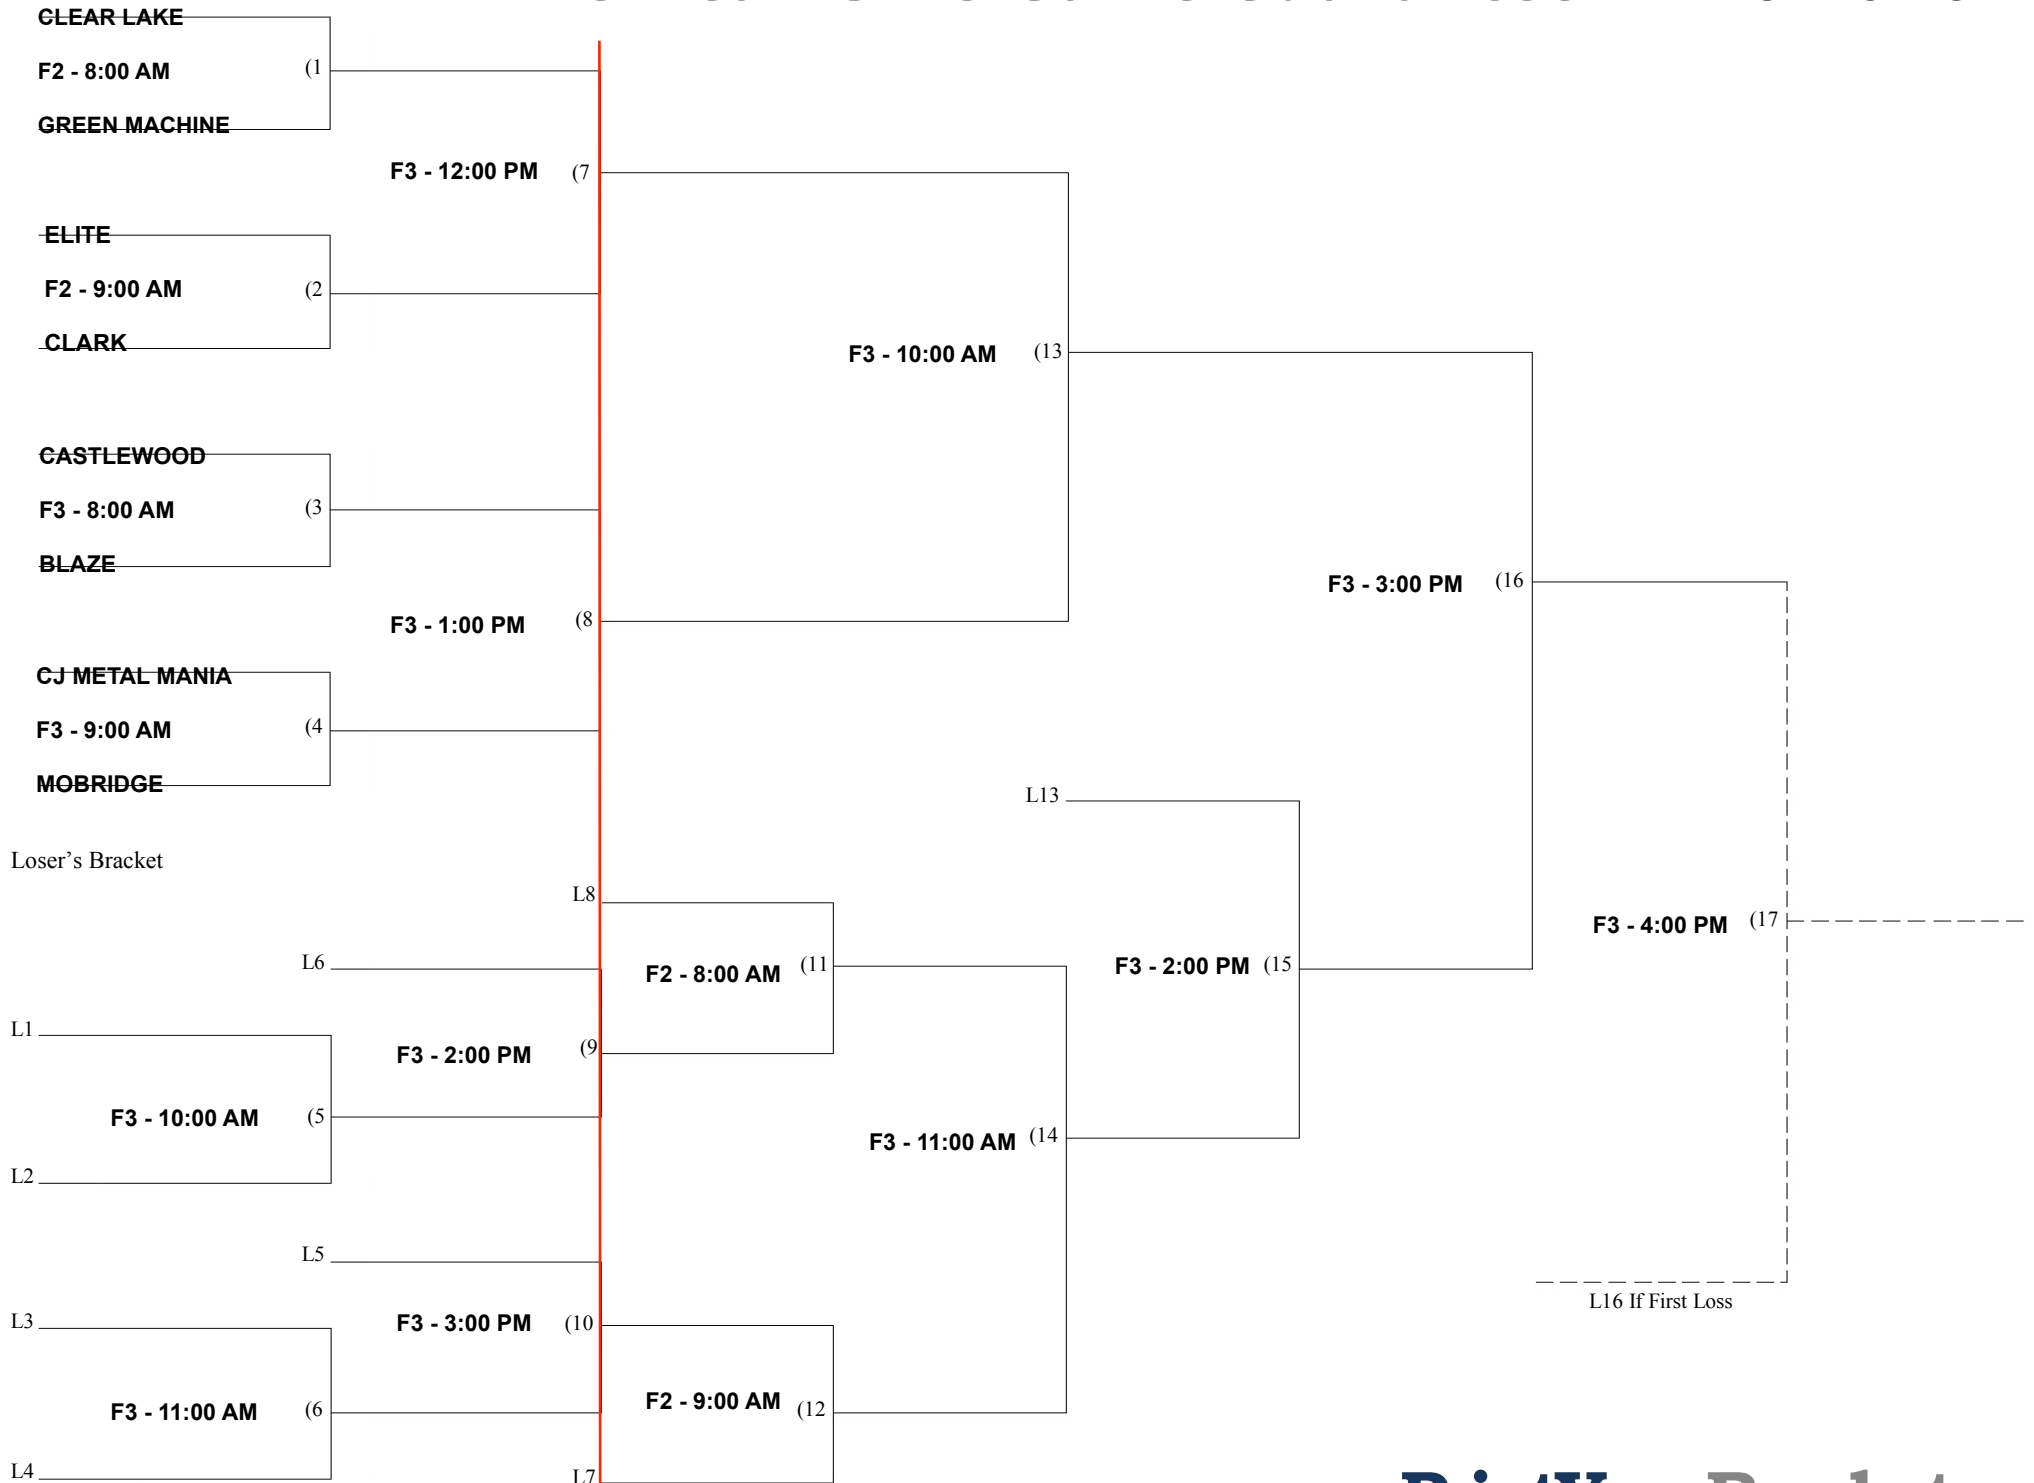 CLEAR LAKE
F2 - 8:00 AM (1
GREEN MACHINE
F3 - 12:00 PM (7
ELITE
F2 - 9:00 AM (2
CLARK
F3 - 10:00 AM (13
CASTLEWOOD
F3 - 8:00 AM (3
BLAZE
F3 - 3:00 PM (16
F3 - 1:00 PM (8
CJ METAL MANIA
F3 - 9:00 AM (4
MOBRIDGE
L13
Loser's Bracket
L8
F3 - 4:00 PM (17
L6
F2 - 8:00 AM (11
F3 - 2:00 PM (15
L1
F3 - 2:00 PM (9
F3 - 10:00 AM (5
F3 - 11:00 AM (14
L2
L5
L16 If First Loss
L3
F3 - 3:00 PM (10
F3 - 11:00 AM (6
F2 - 9:00 AM (12
L4
L7